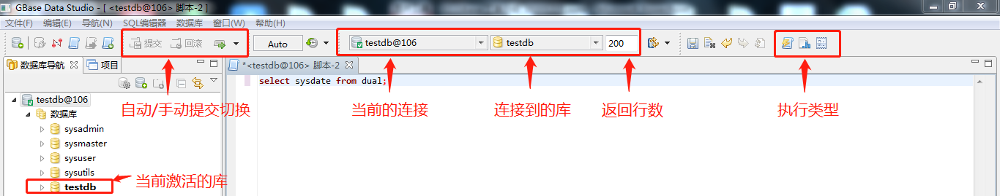 GBase Data Studio - [ <testdb@106> 脚本-2 ]
文件(F) 编辑(E) 导航(N) SQL编辑器 数据库 窗口(W) 帮助(H)
提交 回滚 Auto testdb@106 testdb 200
数据库导航 项目 *<testdb@106> 脚本-2
select sysdate from dual;
testdb@106
自动/手动提交切换 当前的连接 连接到的库 返回行数 执行类型
数据库
sysadmin
sysmaster
sysuser
sysutils
当前激活的库
testdb